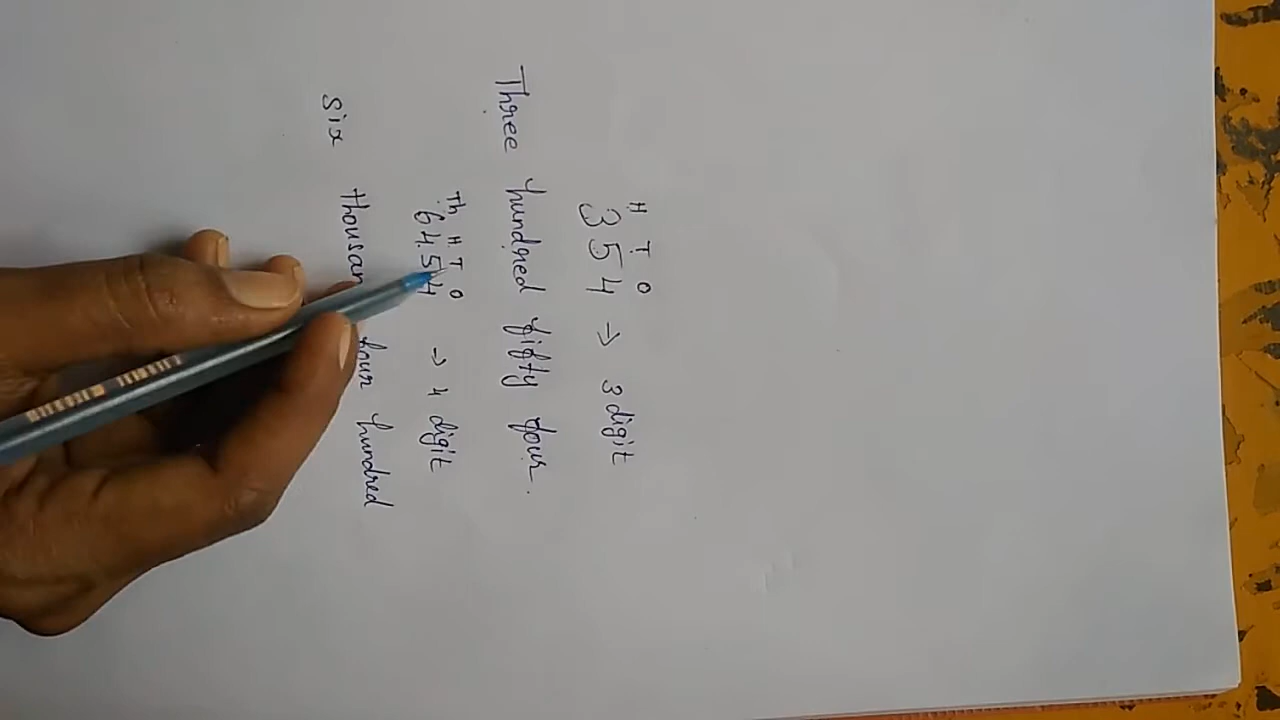 H T O
354 → 3 digit
Three hundred fifty four.
Th H. T O
6454 → 4 digit
six thousan four hundred